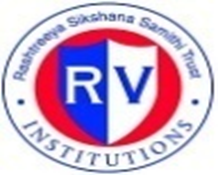 Rashtreeya Sikshana Samithi Trust
RV
• INSTITUTIONS •